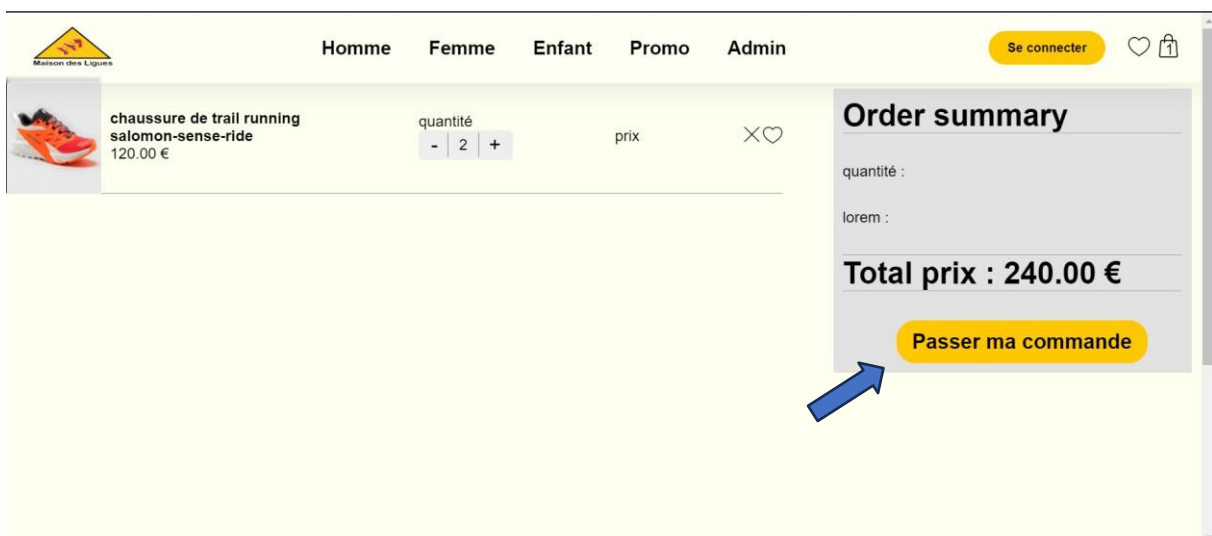 Maison des Ligues
Homme Femme Enfant Promo Admin
Se connecter
1
chaussure de trail running
salomon-sense-ride
120.00 €
quantité
- 2 +
prix
Order summary
quantité :
lorem :
Total prix : 240.00 €
Passer ma commande